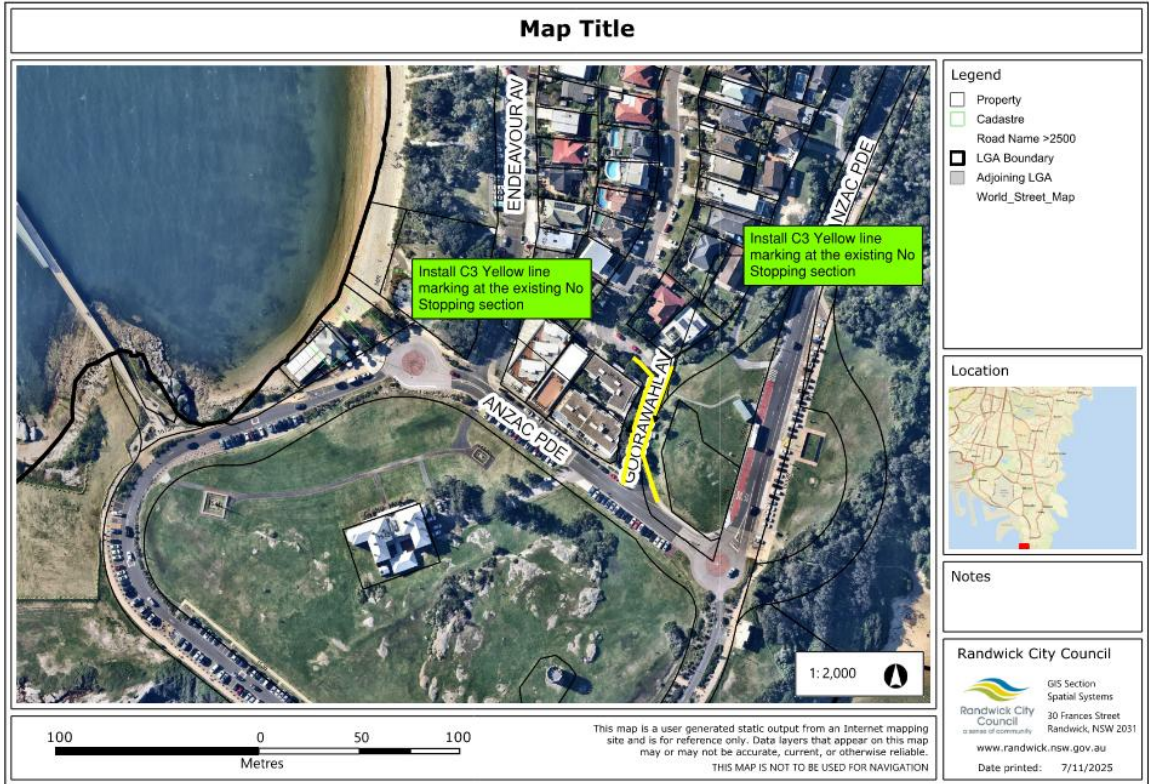 Map Title
ENDEAVOUR AV
NZAC PDE
Install C3 Yellow line
marking at the existing No
Stopping section
Install C3 Yellow line
marking at the existing No
Stopping section
ANZAC PDE
GOORAWAHL AV
1: 2,000
Legend
Property
Cadastre
Road Name >2500
LGA Boundary
Adjoining LGA
World_Street_Map
Location
Notes
Randwick City Council
Randwick City
Council
a sense of community
GIS Section
Spatial Systems
30 Frances Street
Randwick, NSW 2031
www.randwick.nsw.gov.au
Date printed: 7/11/2025
100 0 50 100
Metres
This map is a user generated static output from an Internet mapping
site and is for reference only. Data layers that appear on this map
may or may not be accurate, current, or otherwise reliable.
THIS MAP IS NOT TO BE USED FOR NAVIGATION